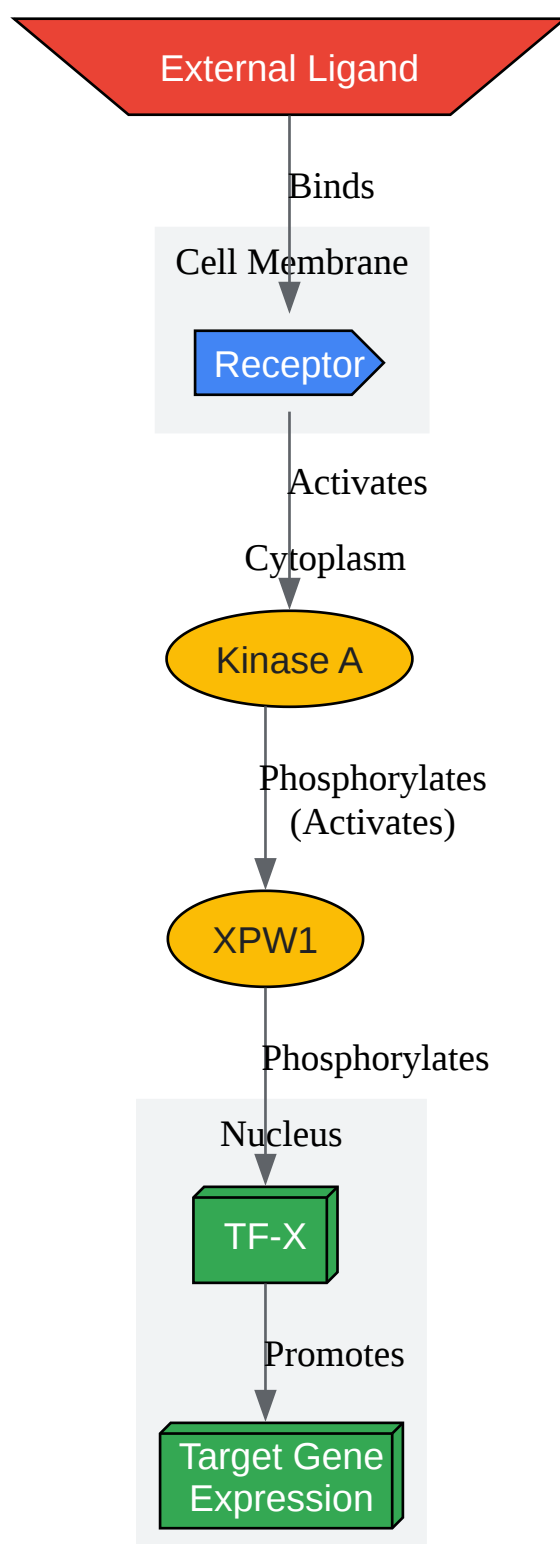 External Ligand
Binds
Cell Membrane
Receptor
Activates
Cytoplasm
Kinase A
Phosphorylates
(Activates)
XPW1
Phosphorylates
Nucleus
TF-X
Promotes
Target Gene
Expression